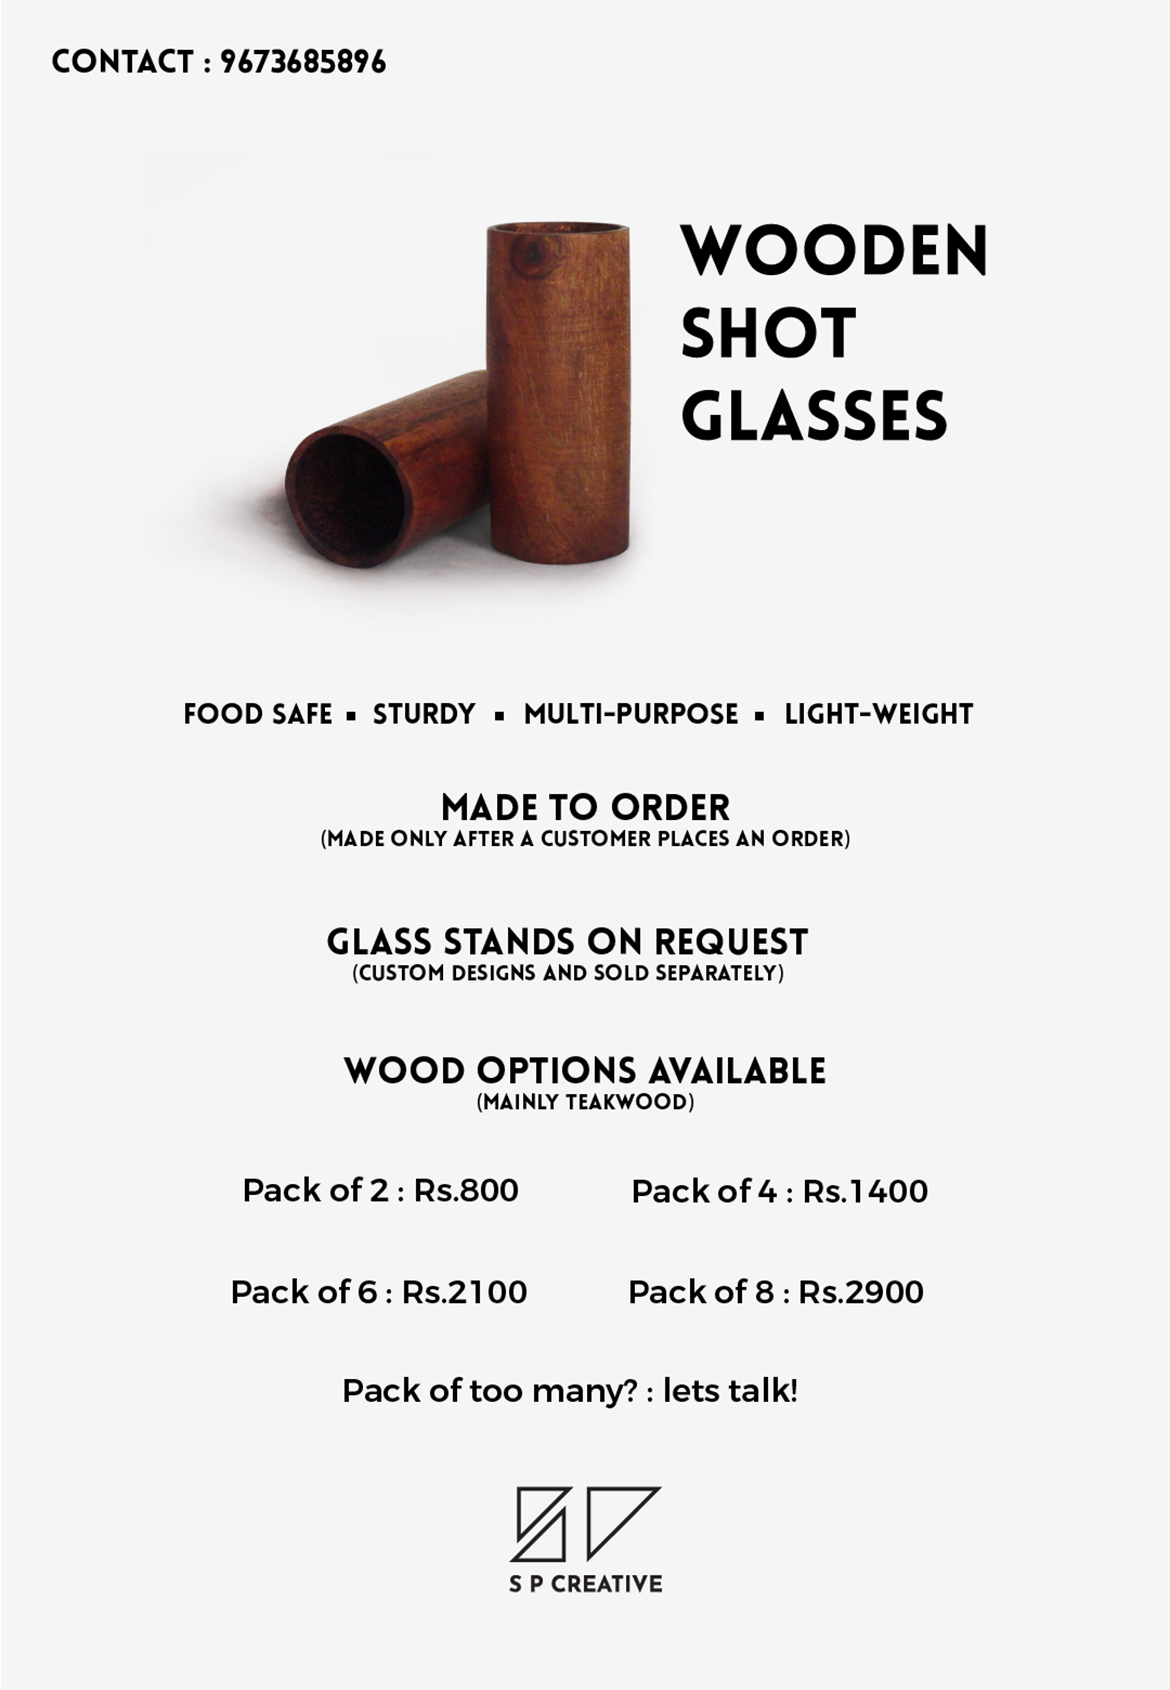 CONTACT : 9673685896
WOODEN
SHOT
GLASSES
FOOD SAFE ▪ STURDY ▪ MULTI-PURPOSE ▪ LIGHT-WEIGHT
MADE TO ORDER
(MADE ONLY AFTER A CUSTOMER PLACES AN ORDER)
GLASS STANDS ON REQUEST
(CUSTOM DESIGNS AND SOLD SEPARATELY)
WOOD OPTIONS AVAILABLE
(MAINLY TEAKWOOD)
Pack of 2 : Rs.800 Pack of 4 : Rs.1400
Pack of 6 : Rs.2100 Pack of 8 : Rs.2900
Pack of too many? : lets talk!
SP
S P CREATIVE